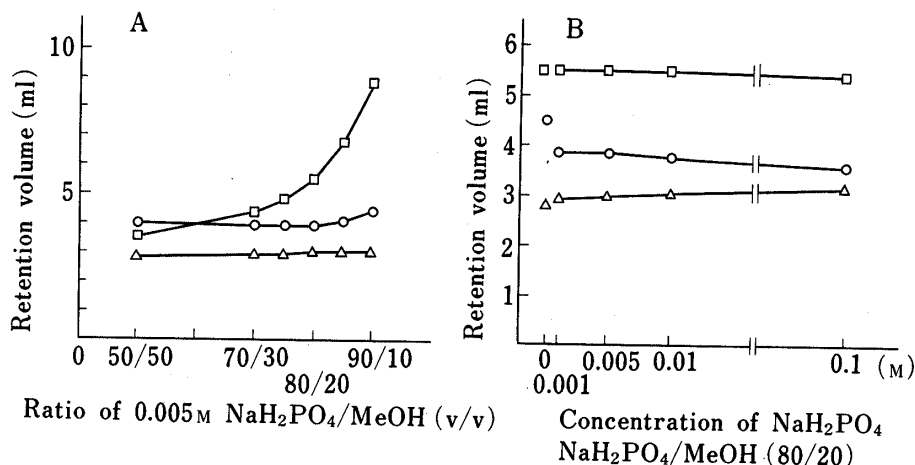 A
10
5
0
50/50
70/30
80/20
90/10
Retention volume (ml)
Ratio of 0.005M NaH₂PO₄/MeOH (v/v)
B
6
5
4
3
2
1
0
0.001
0.005
0.01
0.1
(M)
Retention volume (ml)
Concentration of NaH₂PO₄
NaH₂PO₄/MeOH (80/20)